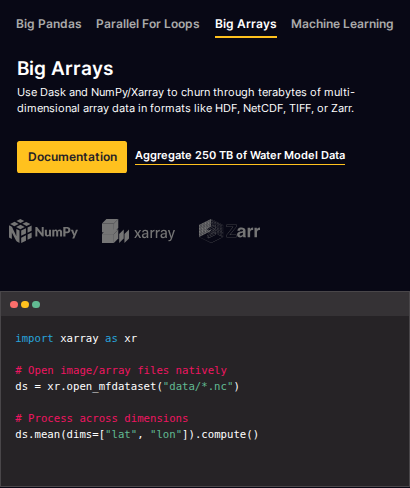 Big Pandas Parallel For Loops Big Arrays Machine Learning
Big Arrays
Use Dask and NumPy/Xarray to churn through terabytes of multi-
dimensional array data in formats like HDF, NetCDF, TIFF, or Zarr.
Documentation Aggregate 250 TB of Water Model Data
NumPy xarray Zarr
import xarray as xr
# Open image/array files natively
ds = xr.open_mfdataset("data/*.nc")
# Process across dimensions
ds.mean(dims=["lat", "lon"]).compute()